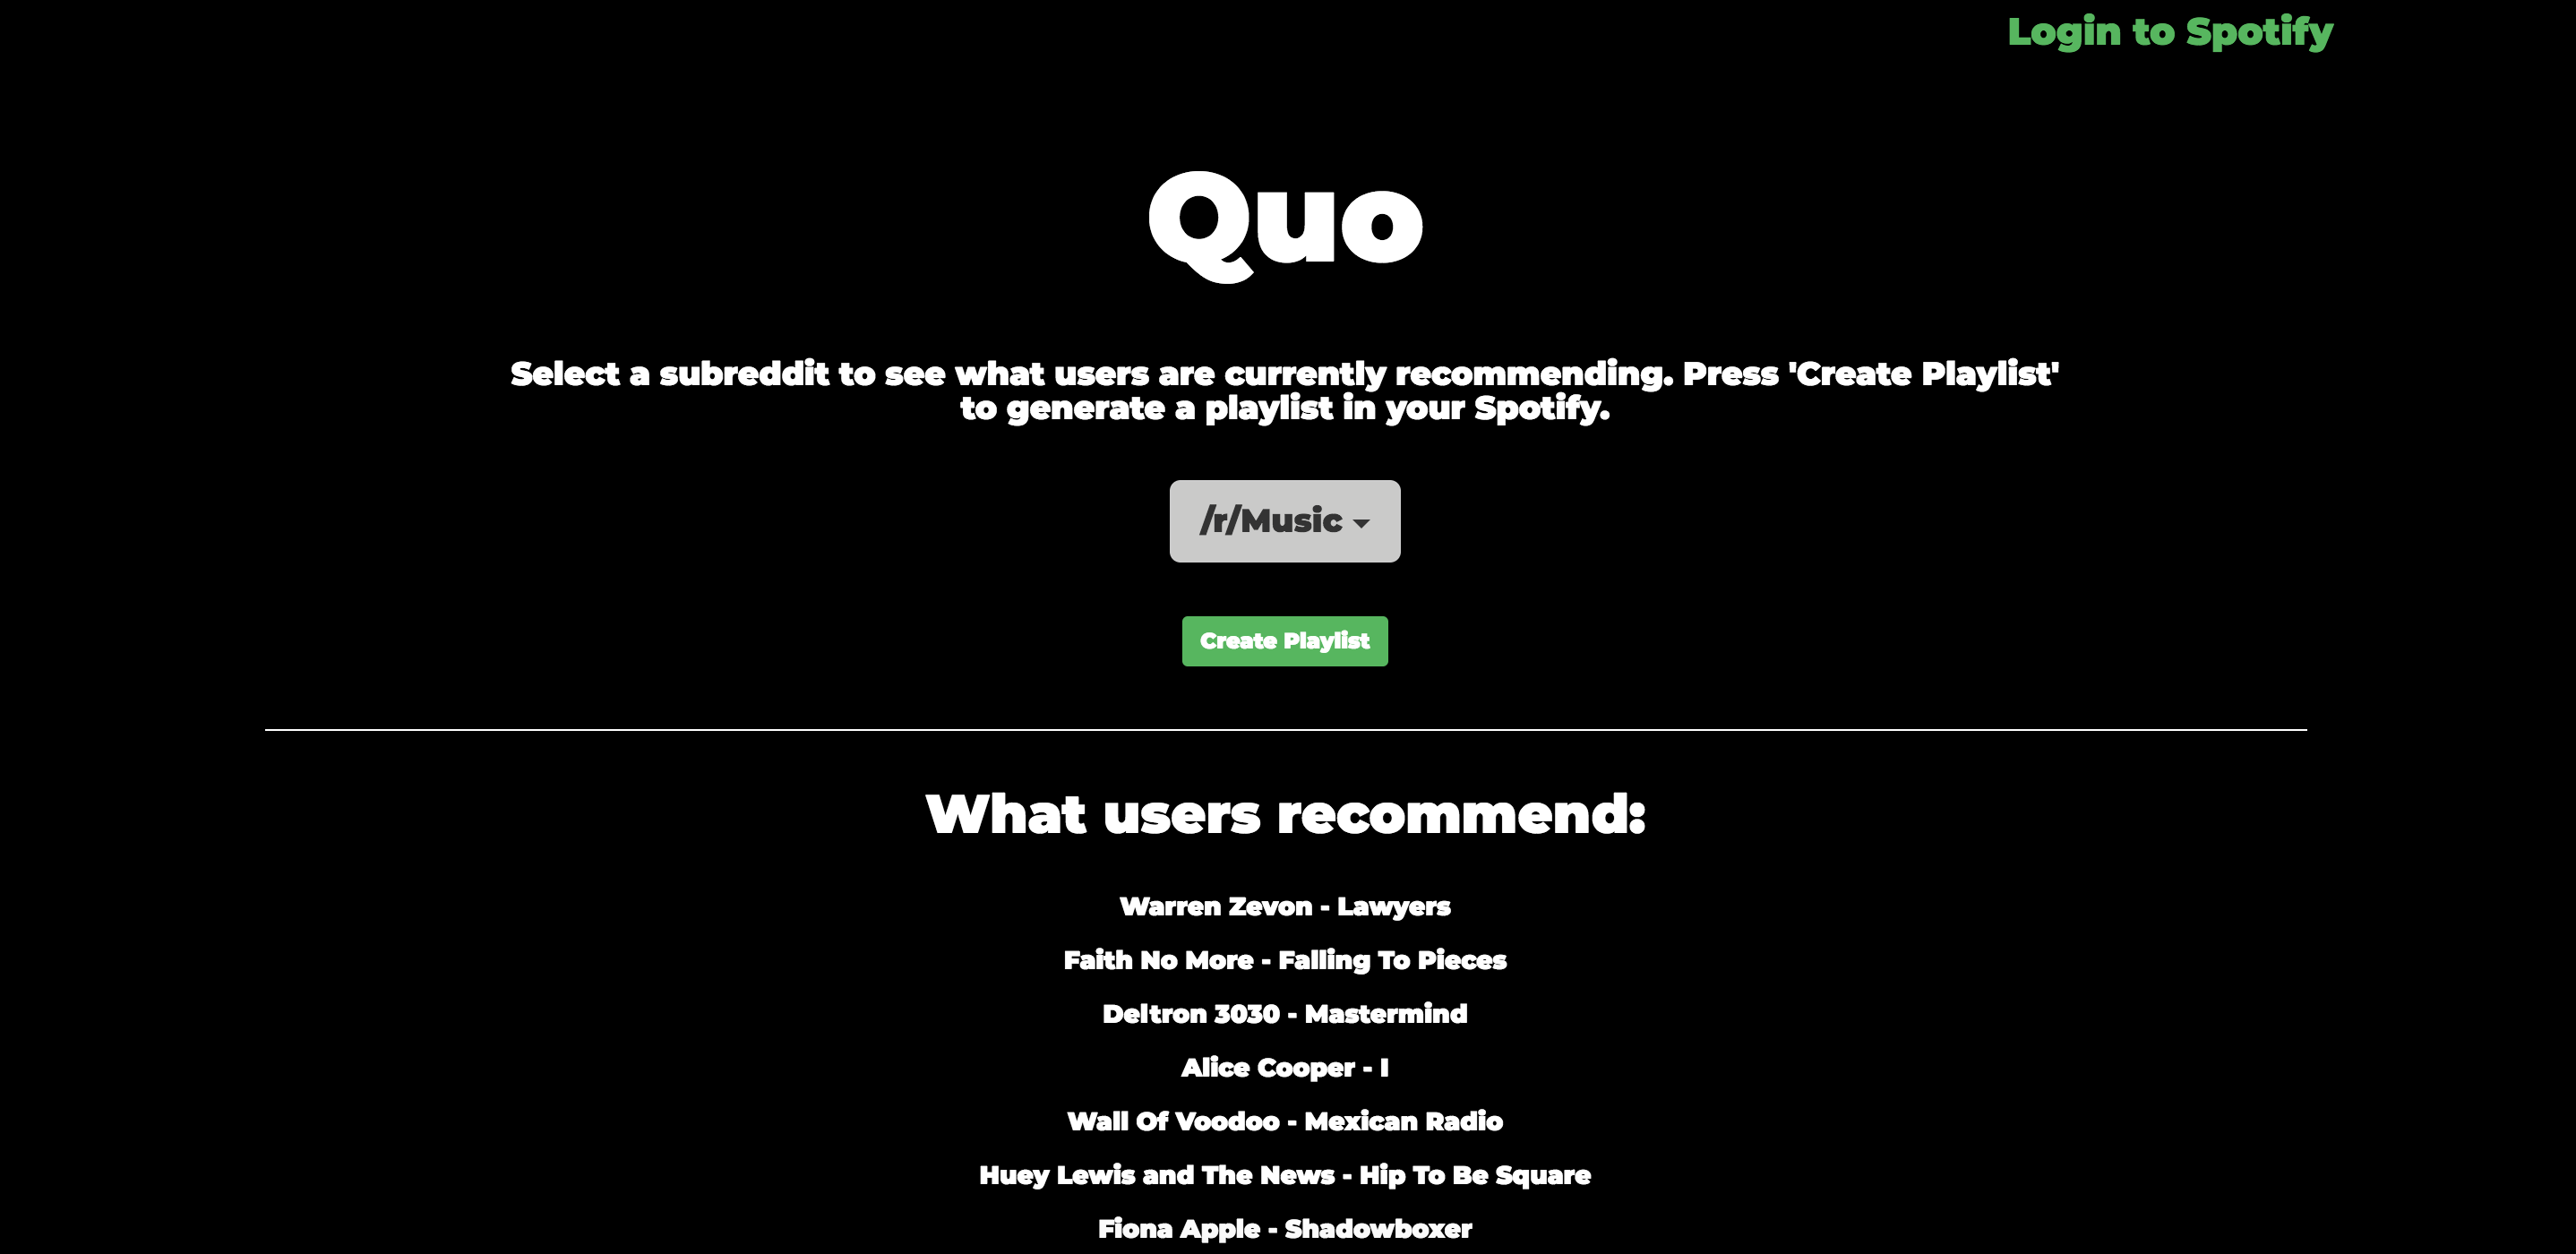 Login to Spotify
Quo
Select a subreddit to see what users are currently recommending. Press 'Create Playlist'
to generate a playlist in your Spotify.
/r/Music
Create Playlist
What users recommend:
Warren Zevon - Lawyers
Faith No More - Falling To Pieces
Deltron 3030 - Mastermind
Alice Cooper - I
Wall Of Voodoo - Mexican Radio
Huey Lewis and The News - Hip To Be Square
Fiona Apple - Shadowboxer